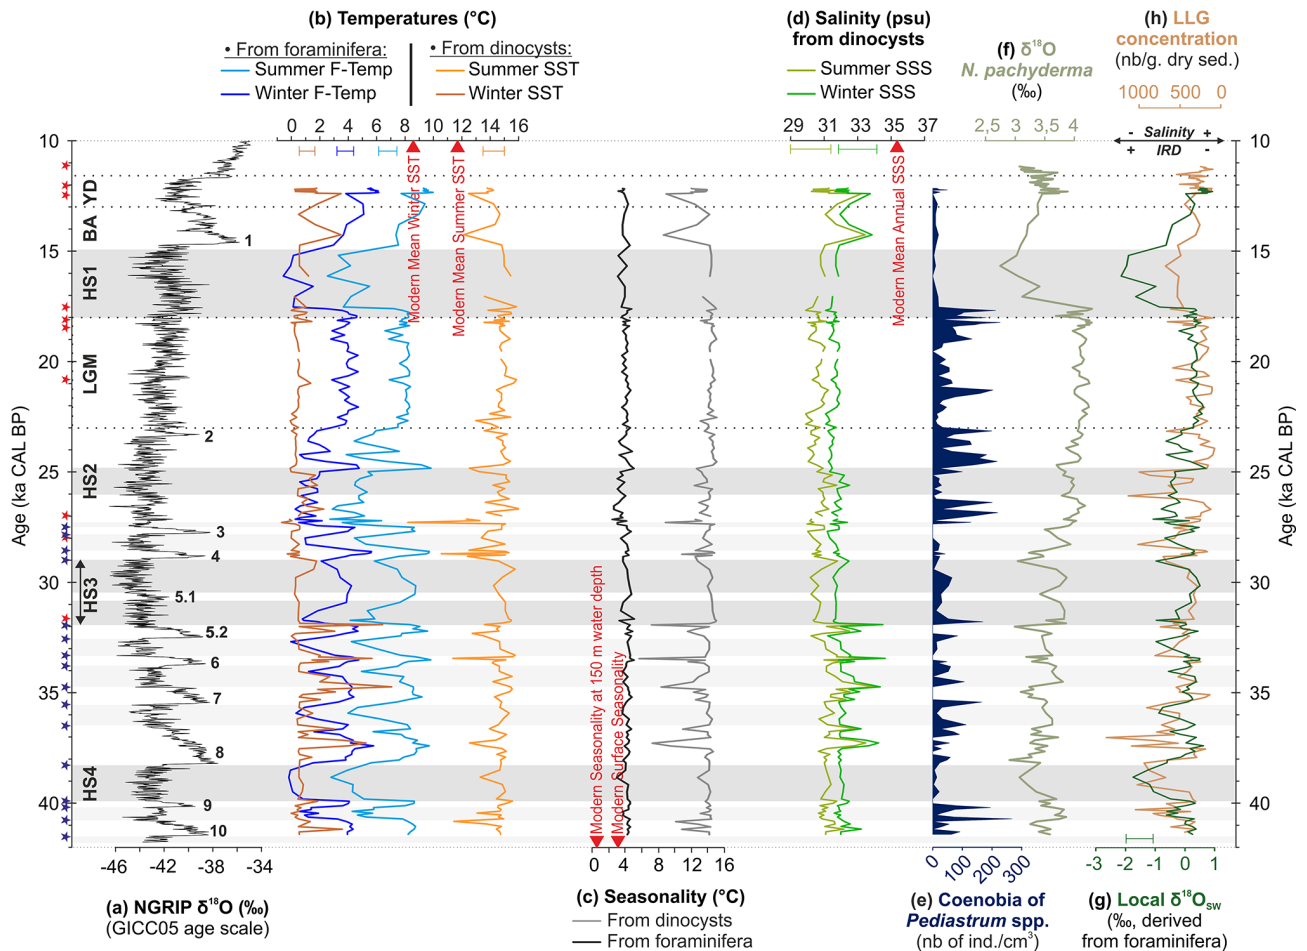 (b) Temperatures (°C)
• From foraminifera:
Summer F-Temp
Winter F-Temp
• From dinocysts:
Summer SST
Winter SST
(d) Salinity (psu)
from dinocysts
Summer SSS
Winter SSS
(f) δ18O
N. pachyderma
(‰)
(h) LLG
concentration
(nb/g. dry sed.)
1000 500 0
0 2 4 6 8 10 12 14 16
29 31 33 35 37
2,5 3 3,5 4
- Salinity +
+ IRD -
Age (ka CAL BP)
10
15
20
25
30
35
40
YD
BA
HS1
LGM
HS2
HS3
HS4
1
2
3
4
5.1
5.2
6
7
8
9
10
Modern Mean Winter SST
Modern Mean Summer SST
Modern Mean Annual SSS
Modern Seasonality at 150 m water depth
Modern Surface Seasonality
10
15
20
25
30
35
40
Age (ka CAL BP)
-46 -42 -38 -34
(a) NGRIP δ18O (‰)
(GICC05 age scale)
0 4 8 12 16
(c) Seasonality (°C)
From dinocysts
From foraminifera
0 100 200 300
(e) Coenobia of
Pediastrum spp.
(nb of ind./cm3)
-3 -2 -1 0 1
(g) Local δ18OSW
(‰, derived
from foraminifera)